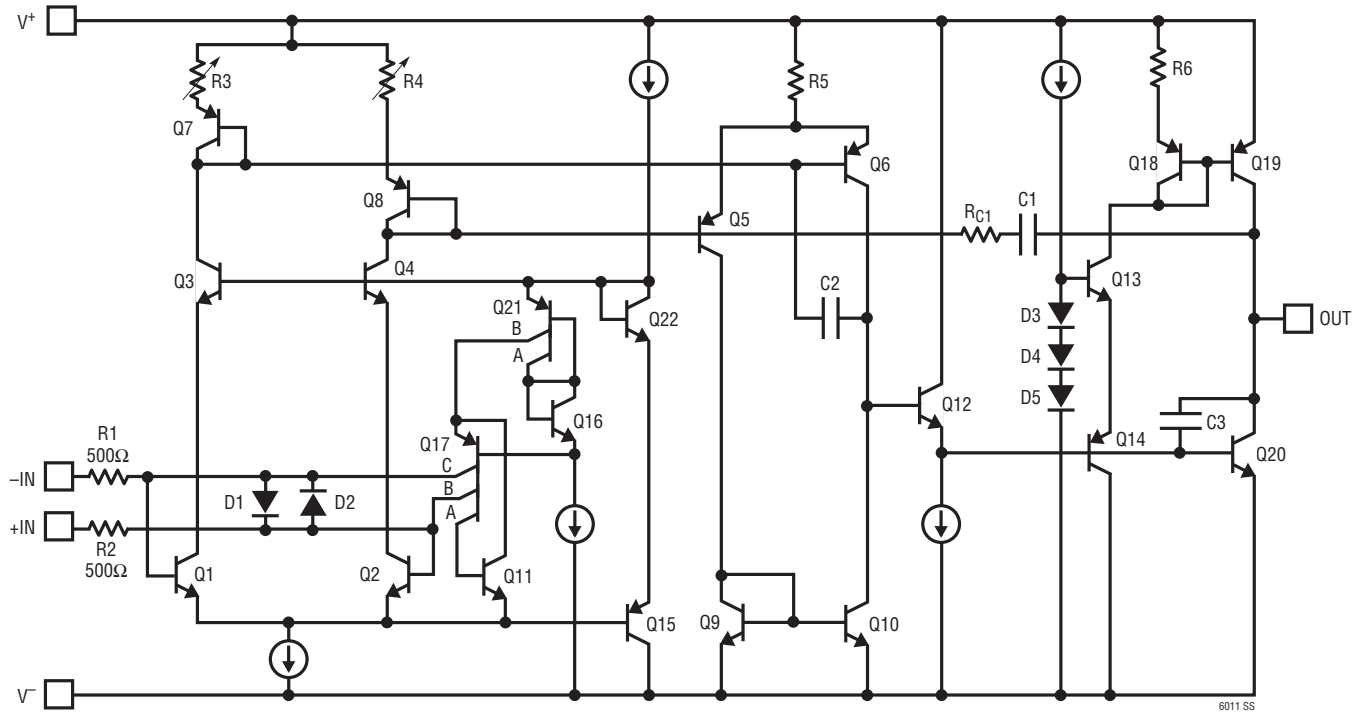 V+
R3
R4
R5
R6
Q7
Q6
Q18
Q19
Q8
Q5
RC1
C1
Q3
Q4
Q21
B
A
Q22
C2
Q13
D3
D4
D5
OUT
Q16
Q12
C3
R1
500Ω
–IN
Q17
C
B
A
Q14
Q20
D1
D2
+IN
R2
500Ω
Q1
Q2
Q11
Q15
Q9
Q10
V–
6011 SS